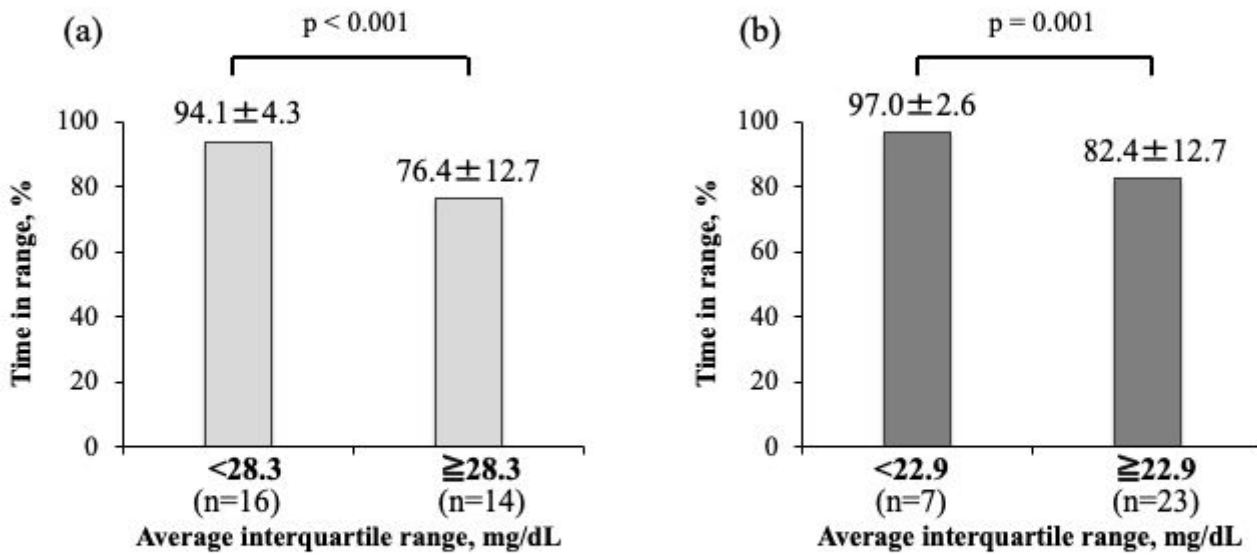 (a)
p < 0.001
94.1±4.3
76.4±12.7
Time in range, %
100
80
60
40
20
0
<28.3
(n=16)
≧28.3
(n=14)
Average interquartile range, mg/dL
(b)
p = 0.001
97.0±2.6
82.4±12.7
Time in range, %
100
80
60
40
20
0
<22.9
(n=7)
≧22.9
(n=23)
Average interquartile range, mg/dL